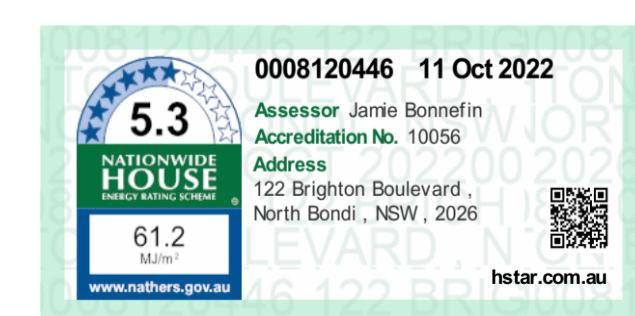 0008120446 11 Oct 2022
5.3
Assessor Jamie Bonnefin
Accreditation No. 10056
NATIONWIDE
HOUSE
ENERGY RATING SCHEME ®
Address
122 Brighton Boulevard ,
North Bondi , NSW , 2026
61.2
MJ/m²
www.nathers.gov.au
hstar.com.au